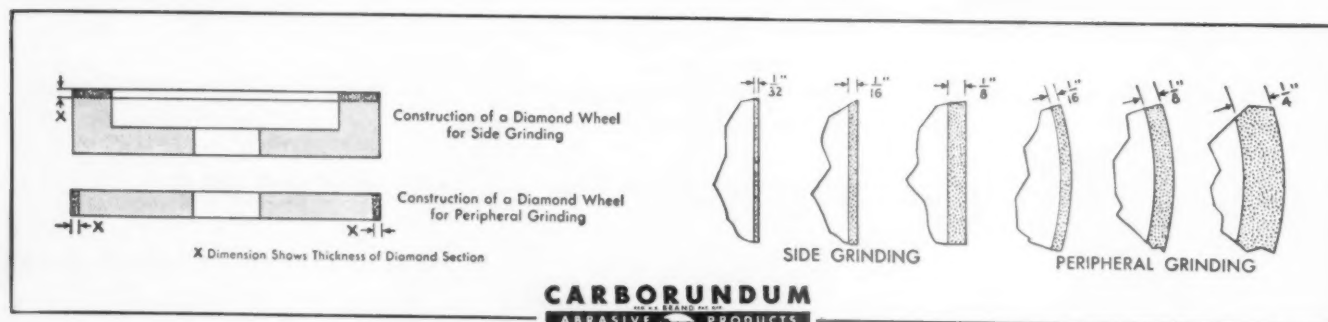 X
Construction of a Diamond Wheel
for Side Grinding
Construction of a Diamond Wheel
for Peripheral Grinding
X X
X Dimension Shows Thickness of Diamond Section
1/32" 1/16" 1/8" 1/16" 1/8" 1/4"
SIDE GRINDING
PERIPHERAL GRINDING
CARBORUNDUM
BRAND
ABRASIVE PRODUCTS